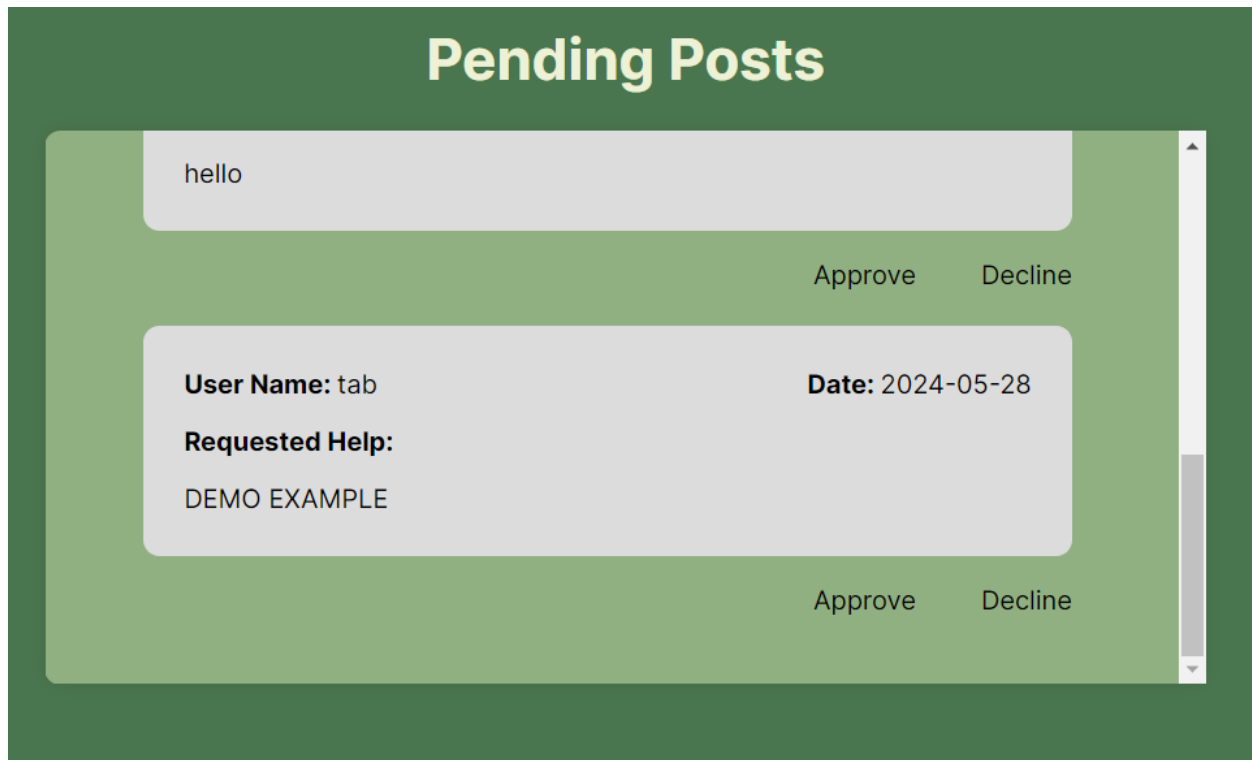 Pending Posts
hello
Approve Decline
User Name: tab Date: 2024-05-28
Requested Help:
DEMO EXAMPLE
Approve Decline